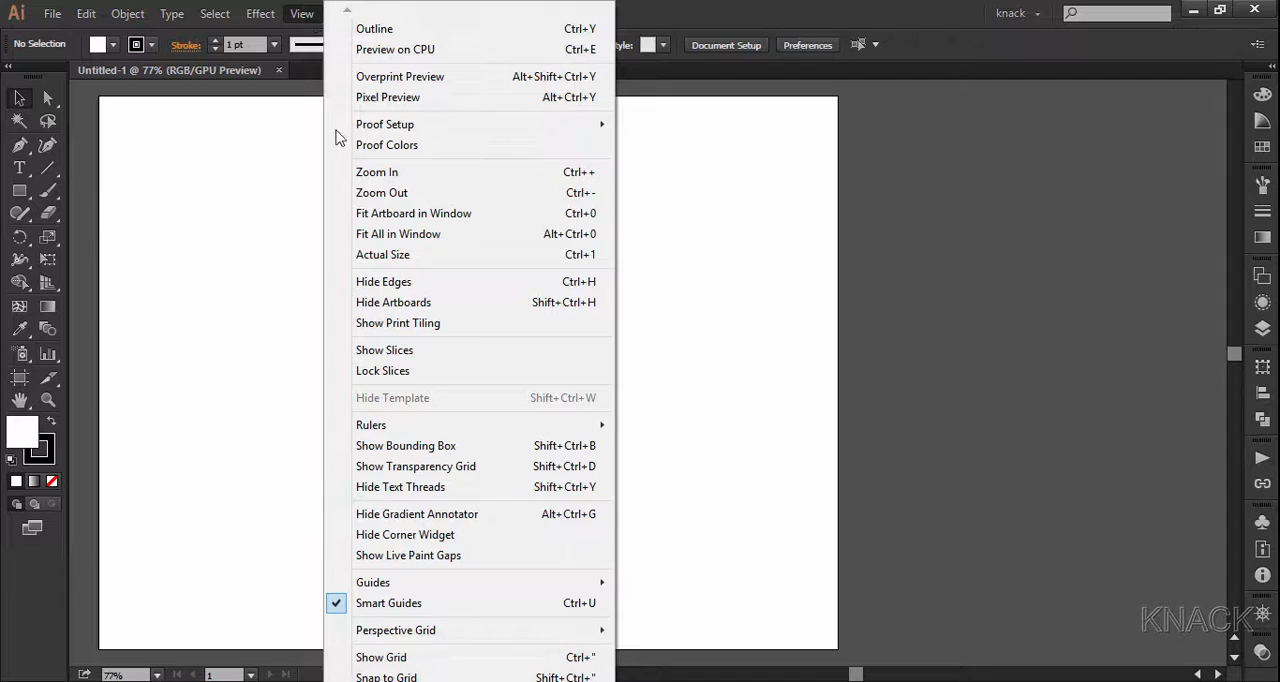 Ai File Edit Object Type Select Effect View knack
No Selection Stroke: 1 pt Style: Document Setup Preferences
Untitled-1 @ 77% (RGB/GPU Preview) ×
Outline Ctrl+Y
Preview on CPU Ctrl+E
Overprint Preview Alt+Shift+Ctrl+Y
Pixel Preview Alt+Ctrl+Y
Proof Setup
Proof Colors
Zoom In Ctrl++
Zoom Out Ctrl+-
Fit Artboard in Window Ctrl+0
Fit All in Window Alt+Ctrl+0
Actual Size Ctrl+1
Hide Edges Ctrl+H
Hide Artboards Shift+Ctrl+H
Show Print Tiling
Show Slices
Lock Slices
Hide Template Shift+Ctrl+W
Rulers
Show Bounding Box Shift+Ctrl+B
Show Transparency Grid Shift+Ctrl+D
Hide Text Threads Shift+Ctrl+Y
Hide Gradient Annotator Alt+Ctrl+G
Hide Corner Widget
Show Live Paint Gaps
Guides
Smart Guides Ctrl+U
Perspective Grid
Show Grid Ctrl+"
Snap to Grid Shift+Ctrl+"
KNACK
77% 1